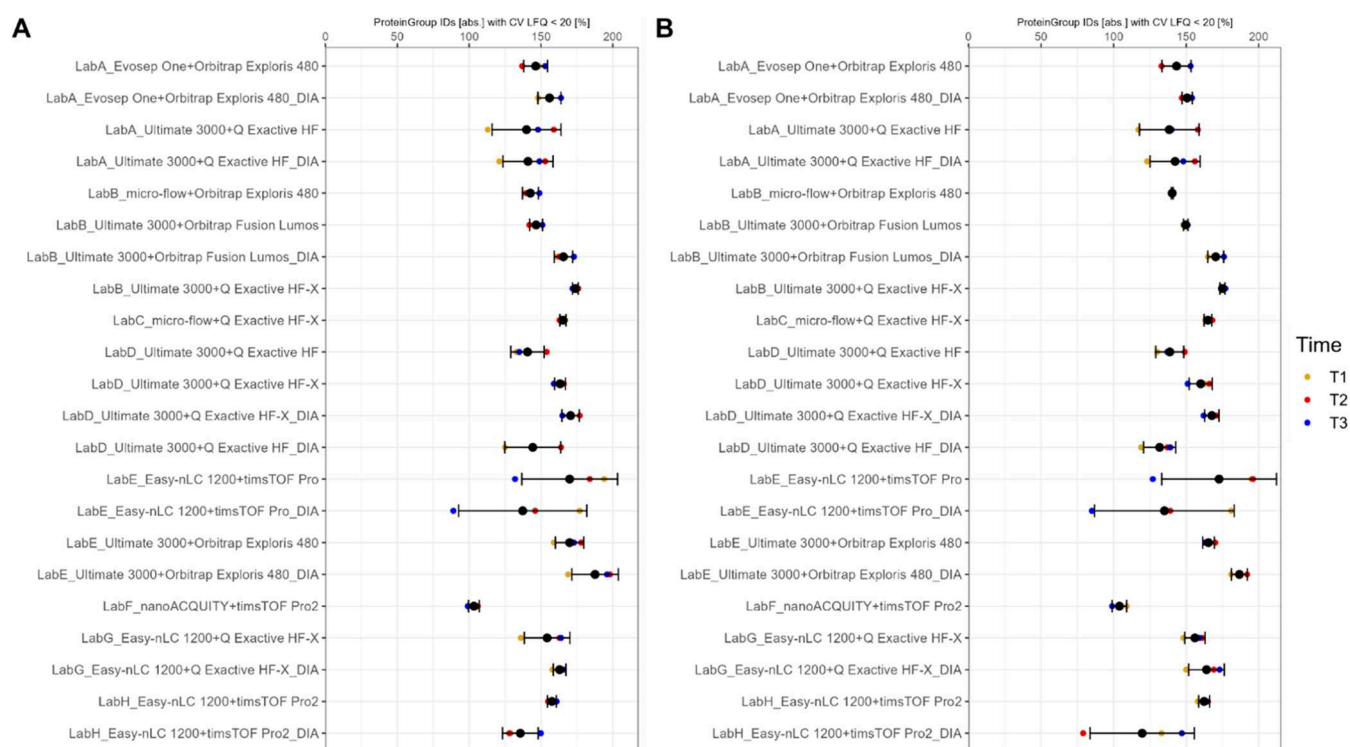 A
ProteinGroup IDs [abs.] with CV LFQ < 20 [%]
0 50 100 150 200
LabA_Evosep One+Orbitrap Exploris 480
LabA_Evosep One+Orbitrap Exploris 480_DIA
LabA_Ultimate 3000+Q Exactive HF
LabA_Ultimate 3000+Q Exactive HF_DIA
LabB_micro-flow+Orbitrap Exploris 480
LabB_Ultimate 3000+Orbitrap Fusion Lumos
LabB_Ultimate 3000+Orbitrap Fusion Lumos_DIA
LabB_Ultimate 3000+Q Exactive HF-X
LabC_micro-flow+Q Exactive HF-X
LabD_Ultimate 3000+Q Exactive HF
LabD_Ultimate 3000+Q Exactive HF-X
LabD_Ultimate 3000+Q Exactive HF-X_DIA
LabD_Ultimate 3000+Q Exactive HF_DIA
LabE_Easy-nLC 1200+timsTOF Pro
LabE_Easy-nLC 1200+timsTOF Pro_DIA
LabE_Ultimate 3000+Orbitrap Exploris 480
LabE_Ultimate 3000+Orbitrap Exploris 480_DIA
LabF_nanoACQUITY+timsTOF Pro2
LabG_Easy-nLC 1200+Q Exactive HF-X
LabG_Easy-nLC 1200+Q Exactive HF-X_DIA
LabH_Easy-nLC 1200+timsTOF Pro2
LabH_Easy-nLC 1200+timsTOF Pro2_DIA
B
ProteinGroup IDs [abs.] with CV LFQ < 20 [%]
0 50 100 150 200
LabA_Evosep One+Orbitrap Exploris 480
LabA_Evosep One+Orbitrap Exploris 480_DIA
LabA_Ultimate 3000+Q Exactive HF
LabA_Ultimate 3000+Q Exactive HF_DIA
LabB_micro-flow+Orbitrap Exploris 480
LabB_Ultimate 3000+Orbitrap Fusion Lumos
LabB_Ultimate 3000+Orbitrap Fusion Lumos_DIA
LabB_Ultimate 3000+Q Exactive HF-X
LabC_micro-flow+Q Exactive HF-X
LabD_Ultimate 3000+Q Exactive HF
LabD_Ultimate 3000+Q Exactive HF-X
LabD_Ultimate 3000+Q Exactive HF-X_DIA
LabD_Ultimate 3000+Q Exactive HF_DIA
LabE_Easy-nLC 1200+timsTOF Pro
LabE_Easy-nLC 1200+timsTOF Pro_DIA
LabE_Ultimate 3000+Orbitrap Exploris 480
LabE_Ultimate 3000+Orbitrap Exploris 480_DIA
LabF_nanoACQUITY+timsTOF Pro2
LabG_Easy-nLC 1200+Q Exactive HF-X
LabG_Easy-nLC 1200+Q Exactive HF-X_DIA
LabH_Easy-nLC 1200+timsTOF Pro2
LabH_Easy-nLC 1200+timsTOF Pro2_DIA
Time
T1
T2
T3